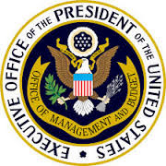 EXECUTIVE OFFICE OF THE PRESIDENT OF THE UNITED STATES
OFFICE OF MANAGEMENT AND BUDGET